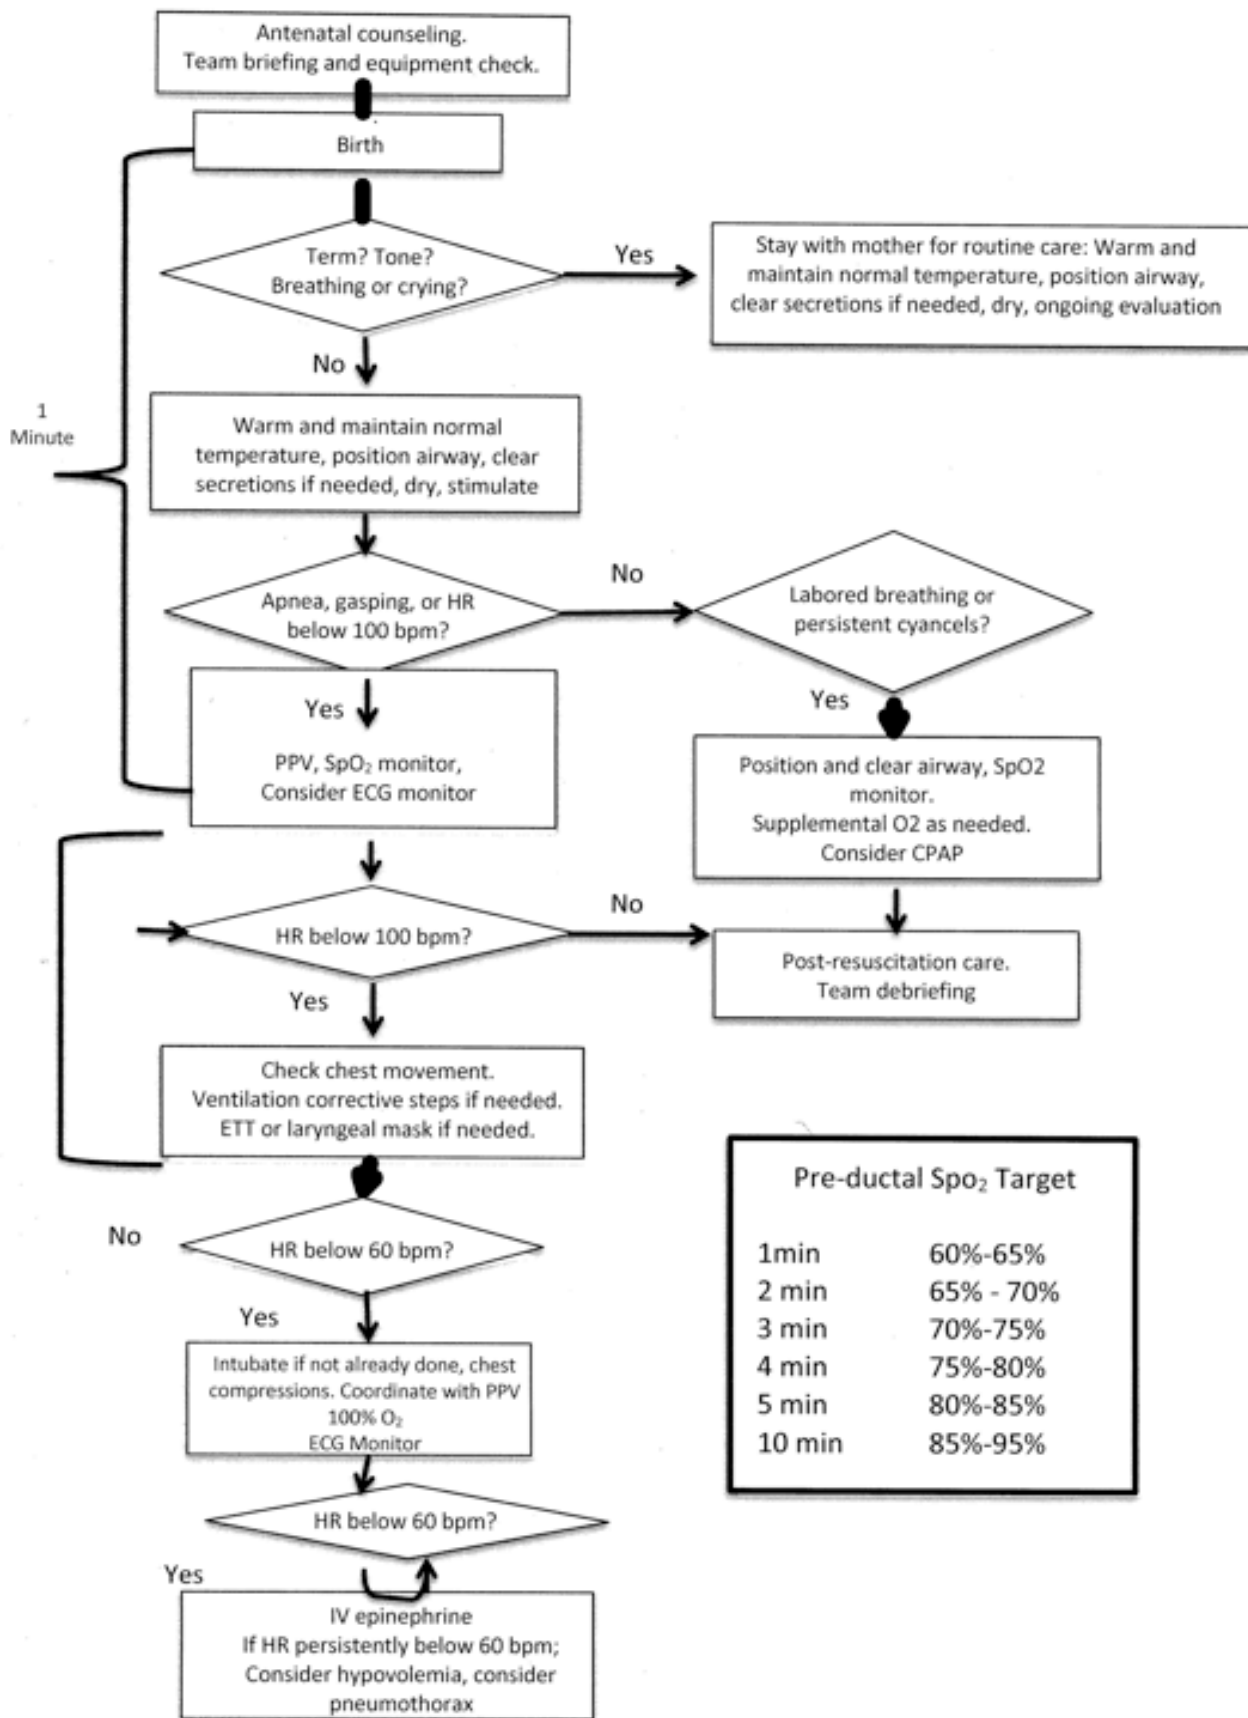 Antenatal counseling.
Team briefing and equipment check.
Birth
Term? Tone?
Breathing or crying?
Yes
Stay with mother for routine care: Warm and
maintain normal temperature, position airway,
clear secretions if needed, dry, ongoing evaluation
No
1
Minute
Warm and maintain normal
temperature, position airway, clear
secretions if needed, dry, stimulate
Apnea, gasping, or HR
below 100 bpm?
No
Labored breathing or
persistent cyancels?
Yes
Yes
PPV, SpO₂ monitor,
Consider ECG monitor
Position and clear airway, SpO2
monitor.
Supplemental O2 as needed.
Consider CPAP
HR below 100 bpm?
No
Post-resuscitation care.
Team debriefing
Yes
Check chest movement.
Ventilation corrective steps if needed.
ETT or laryngeal mask if needed.
No
HR below 60 bpm?
Yes
Intubate if not already done, chest
compressions. Coordinate with PPV
100% O₂
ECG Monitor
HR below 60 bpm?
Yes
IV epinephrine
If HR persistently below 60 bpm;
Consider hypovolemia, consider
pneumothorax
Pre-ductal Spo₂ Target
1min 60%-65%
2 min 65% - 70%
3 min 70%-75%
4 min 75%-80%
5 min 80%-85%
10 min 85%-95%